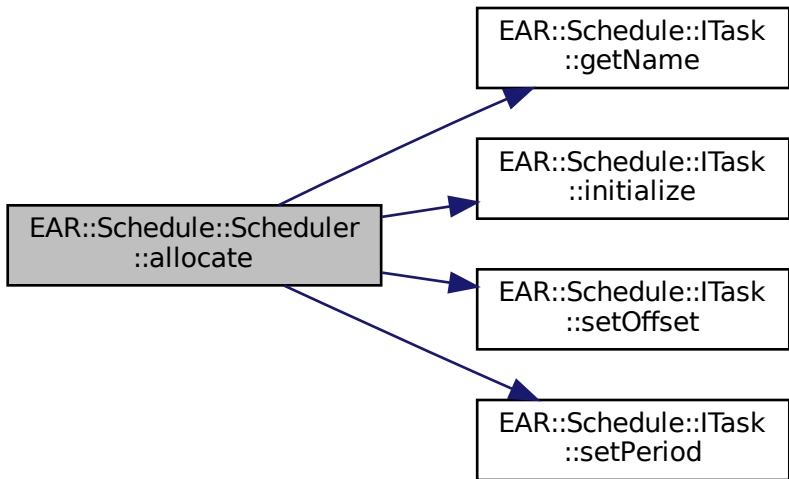 EAR::Schedule::ITask
::getName
EAR::Schedule::ITask
::initialize
EAR::Schedule::Scheduler
::allocate
EAR::Schedule::ITask
::setOffset
EAR::Schedule::ITask
::setPeriod